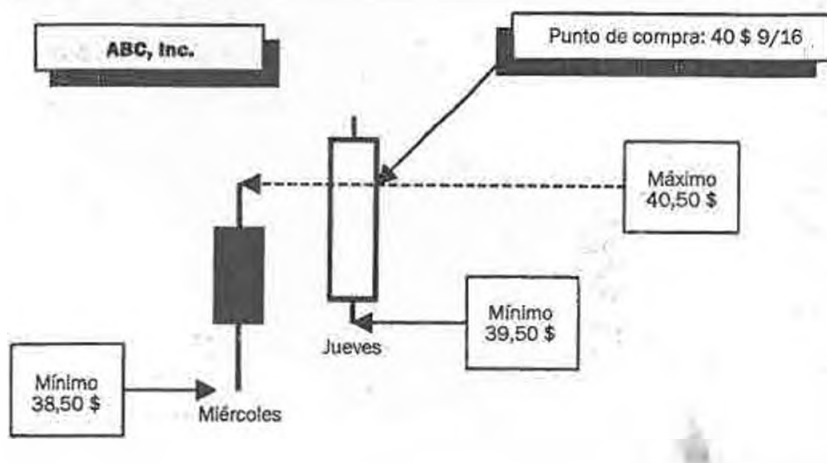 ABC, Inc.
Punto de compra: 40 $ 9/16
Máximo
40,50 $
Mínimo
39,50 $
Jueves
Mínimo
38,50 $
Miércoles